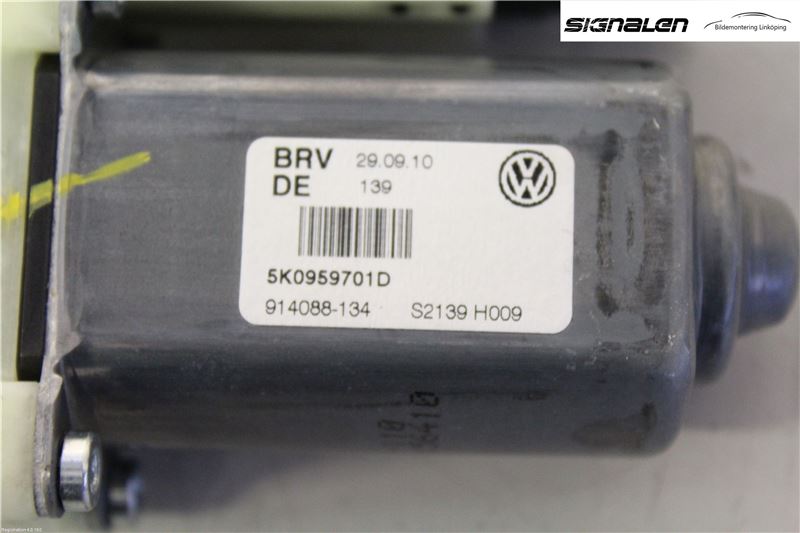 SIGNALEN
Bildemontering Linköping
BRV 29.09.10
DE 139
5K0959701D
914088-134 S2139 H009